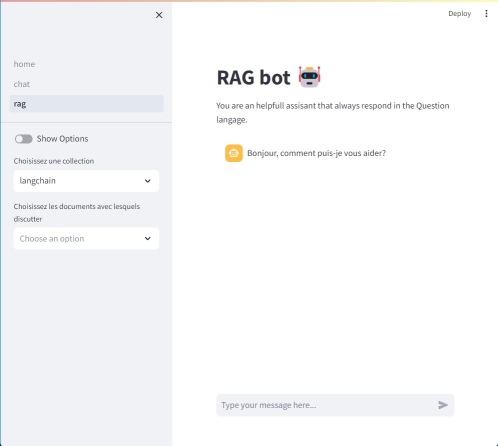 Deploy
home
chat
rag
Show Options
Choisissez une collection
langchain
Choisissez les documents avec lesquels
discutter
Choose an option
RAG bot
You are an helpfull assisant that always respond in the Question
langage.
Bonjour, comment puis-je vous aider?
Type your message here...